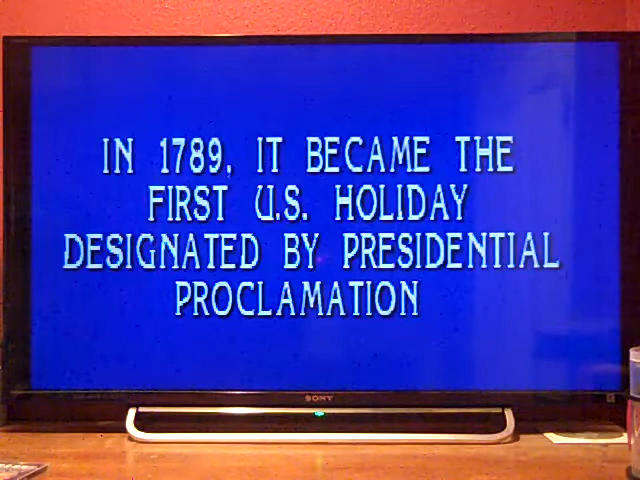 IN 1789, IT BECAME THE
FIRST U.S. HOLIDAY
DESIGNATED BY PRESIDENTIAL
PROCLAMATION
SONY